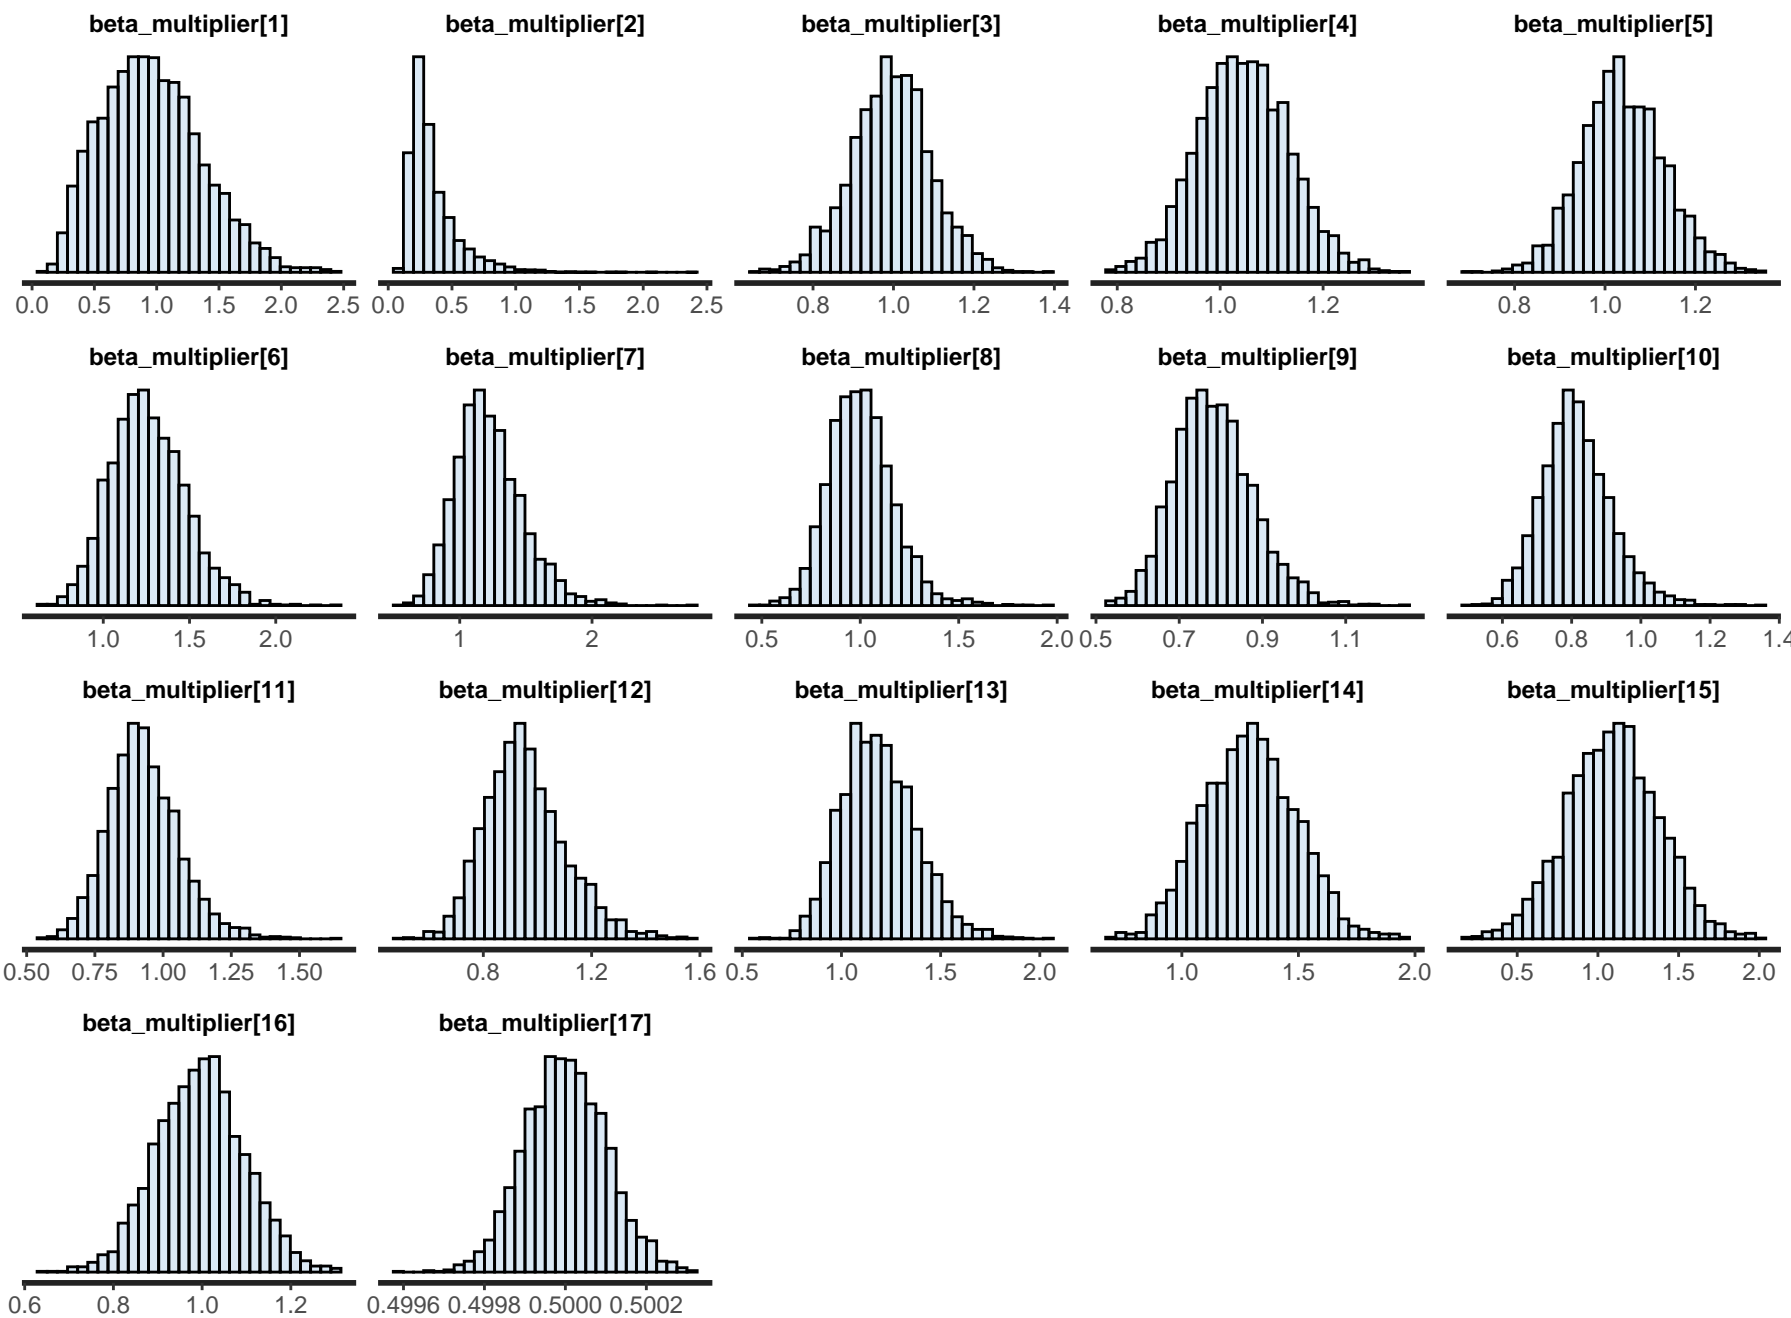 beta_multiplier[1] beta_multiplier[2] beta_multiplier[3] beta_multiplier[4] beta_multiplier[5]
0.0 0.5 1.0 1.5 2.0 2.5 0.0 0.5 1.0 1.5 2.0 2.5 0.8 1.0 1.2 1.4 0.8 1.0 1.2 0.8 1.0 1.2
beta_multiplier[6] beta_multiplier[7] beta_multiplier[8] beta_multiplier[9] beta_multiplier[10]
1.0 1.5 2.0 1 2 0.5 1.0 1.5 2.0 0.5 0.7 0.9 1.1 0.6 0.8 1.0 1.2 1.4
beta_multiplier[11] beta_multiplier[12] beta_multiplier[13] beta_multiplier[14] beta_multiplier[15]
0.50 0.75 1.00 1.25 1.50 0.8 1.2 1.6 0.5 1.0 1.5 2.0 1.0 1.5 2.0 0.5 1.0 1.5 2.0
beta_multiplier[16] beta_multiplier[17]
0.6 0.8 1.0 1.2 0.4996 0.4998 0.5000 0.5002